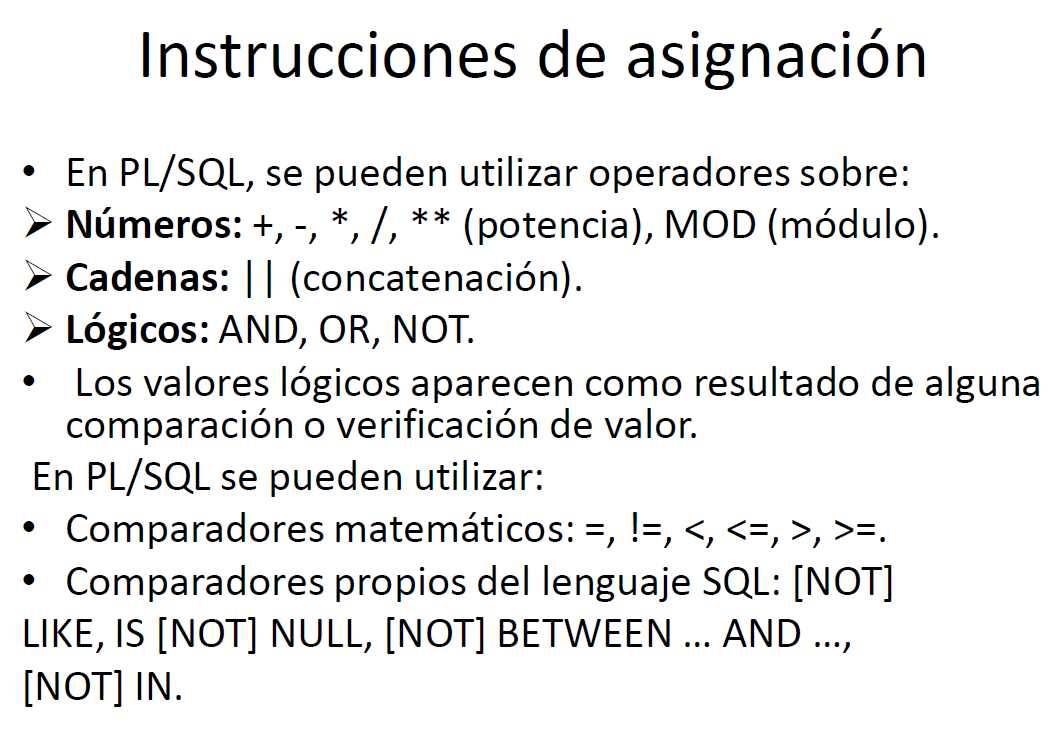 Instrucciones de asignación
• En PL/SQL, se pueden utilizar operadores sobre:
➢ Números: +, -, *, /, ** (potencia), MOD (módulo).
➢ Cadenas: || (concatenación).
➢ Lógicos: AND, OR, NOT.
• Los valores lógicos aparecen como resultado de alguna
comparación o verificación de valor.
En PL/SQL se pueden utilizar:
• Comparadores matemáticos: =, !=, <, <=, >, >=.
• Comparadores propios del lenguaje SQL: [NOT]
LIKE, IS [NOT] NULL, [NOT] BETWEEN … AND …,
[NOT] IN.